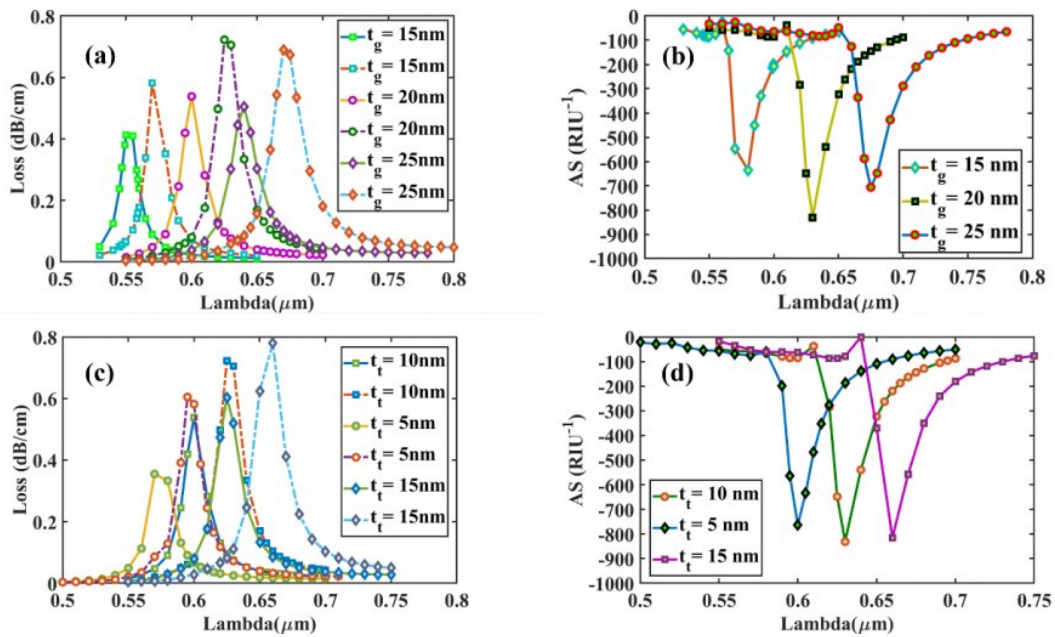 (a)
Loss (dB/cm)
0.8
0.6
0.4
0.2
0
0.5 0.55 0.6 0.65 0.7 0.75 0.8
Lambda(μm)
t_g = 15nm
t_g = 15nm
t_g = 20nm
t_g = 20nm
t_g = 25nm
t_g = 25nm
(b)
AS (RIU⁻¹)
0
-100
-200
-300
-400
-500
-600
-700
-800
-900
-1000
0.5 0.55 0.6 0.65 0.7 0.75 0.8
Lambda(μm)
t_g = 15 nm
t_g = 20 nm
t_g = 25 nm
(c)
Loss (dB/cm)
0.8
0.6
0.4
0.2
0
0.5 0.55 0.6 0.65 0.7 0.75 0.8
Lambda(μm)
t_t = 10nm
t_t = 10nm
t_t = 5nm
t_t = 5nm
t_t = 15nm
t_t = 15nm
(d)
AS (RIU⁻¹)
0
-100
-200
-300
-400
-500
-600
-700
-800
-900
-1000
0.5 0.55 0.6 0.65 0.7 0.75
Lambda(μm)
t_t = 10 nm
t_t = 5 nm
t_t = 15 nm